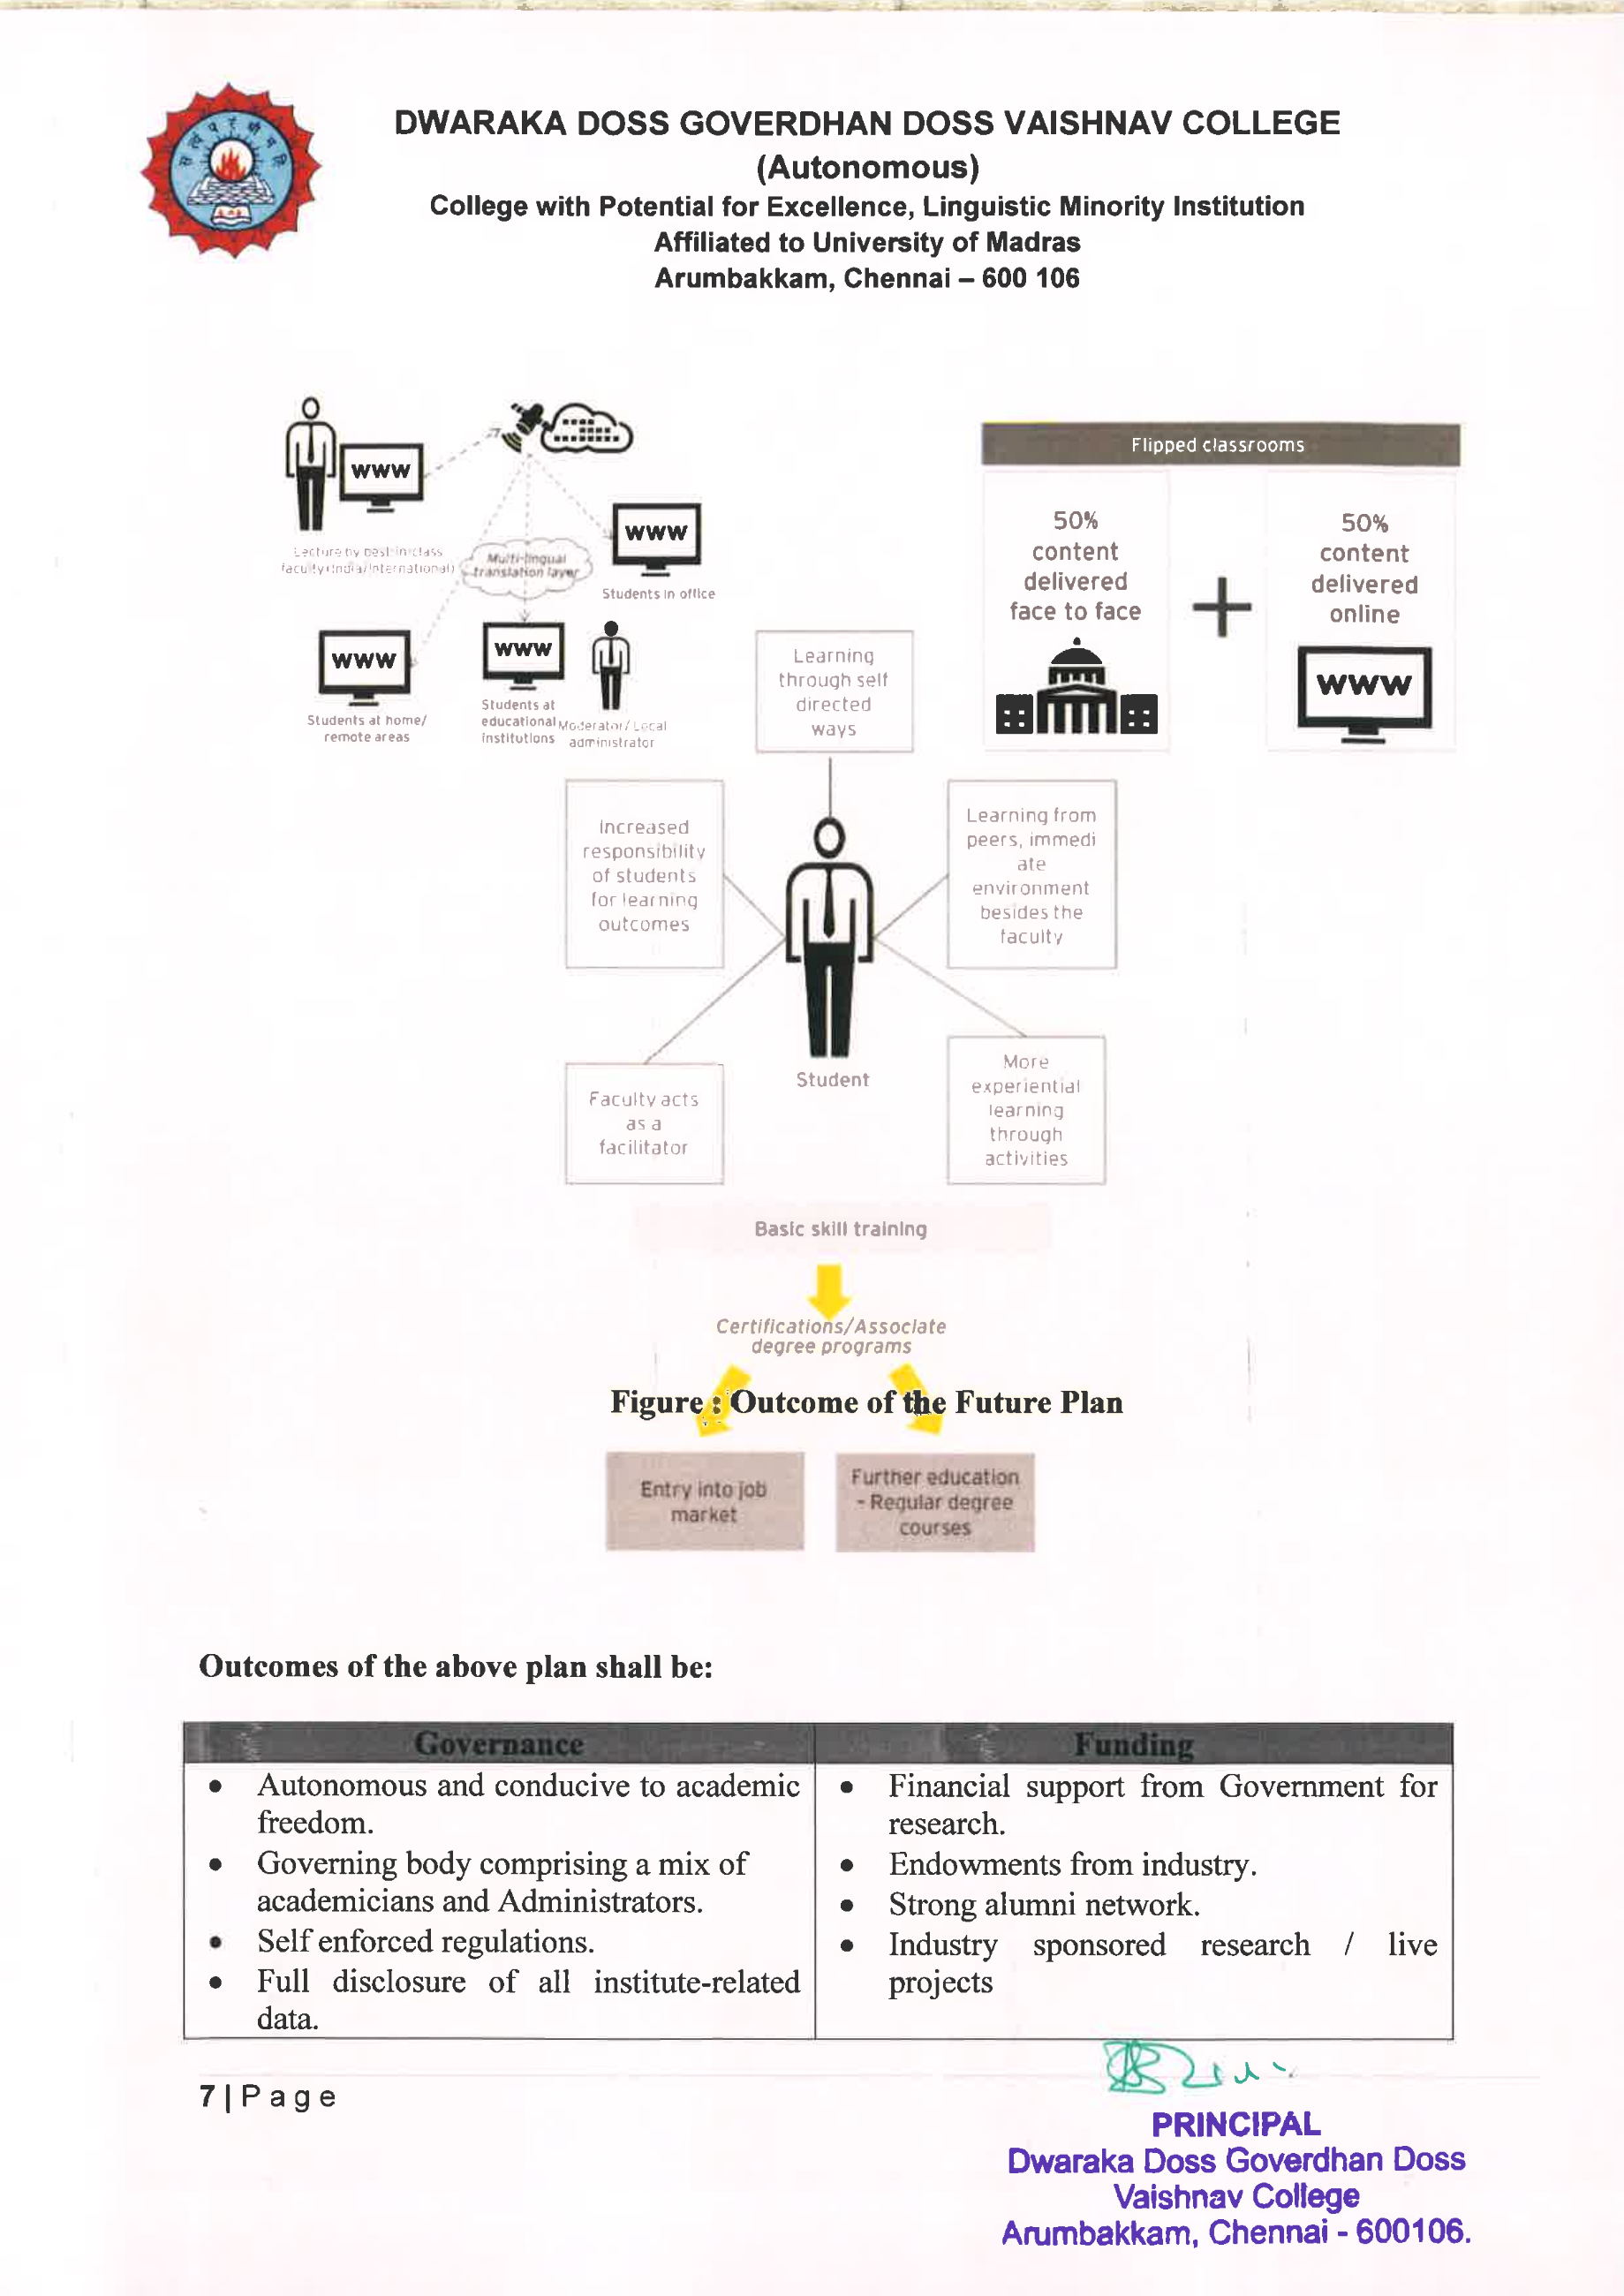 DWARAKA DOSS GOVERDHAN DOSS VAISHNAV COLLEGE
(Autonomous)
College with Potential for Excellence, Linguistic Minority Institution
Affiliated to University of Madras
Arumbakkam, Chennai – 600 106
www
Lecture by best-in-class
faculty (India/International)
Multi-lingual
translation layer
www
Students in office
www
Students at home/
remote areas
www
Students at
educational
institutions
Moderator/ Local
administrator
Flipped classrooms
50%
content
delivered
face to face
+
50%
content
delivered
online
www
Learning
through self
directed
ways
Increased
responsibility
of students
for learning
outcomes
Learning from
peers, immedi
ate
environment
besides the
faculty
Faculty acts
as a
facilitator
Student
More
experiential
learning
through
activities
Basic skill training
Certifications/Associate
degree programs
Figure : Outcome of the Future Plan
Entry into job
market
Further education
- Regular degree
courses
Outcomes of the above plan shall be:
Governance
• Autonomous and conducive to academic
freedom.
• Governing body comprising a mix of
academicians and Administrators.
• Self enforced regulations.
• Full disclosure of all institute-related
data.
Funding
• Financial support from Government for
research.
• Endowments from industry.
• Strong alumni network.
• Industry sponsored research / live
projects
7 | P a g e
PRINCIPAL
Dwaraka Doss Goverdhan Doss
Vaishnav College
Arumbakkam, Chennai - 600106.